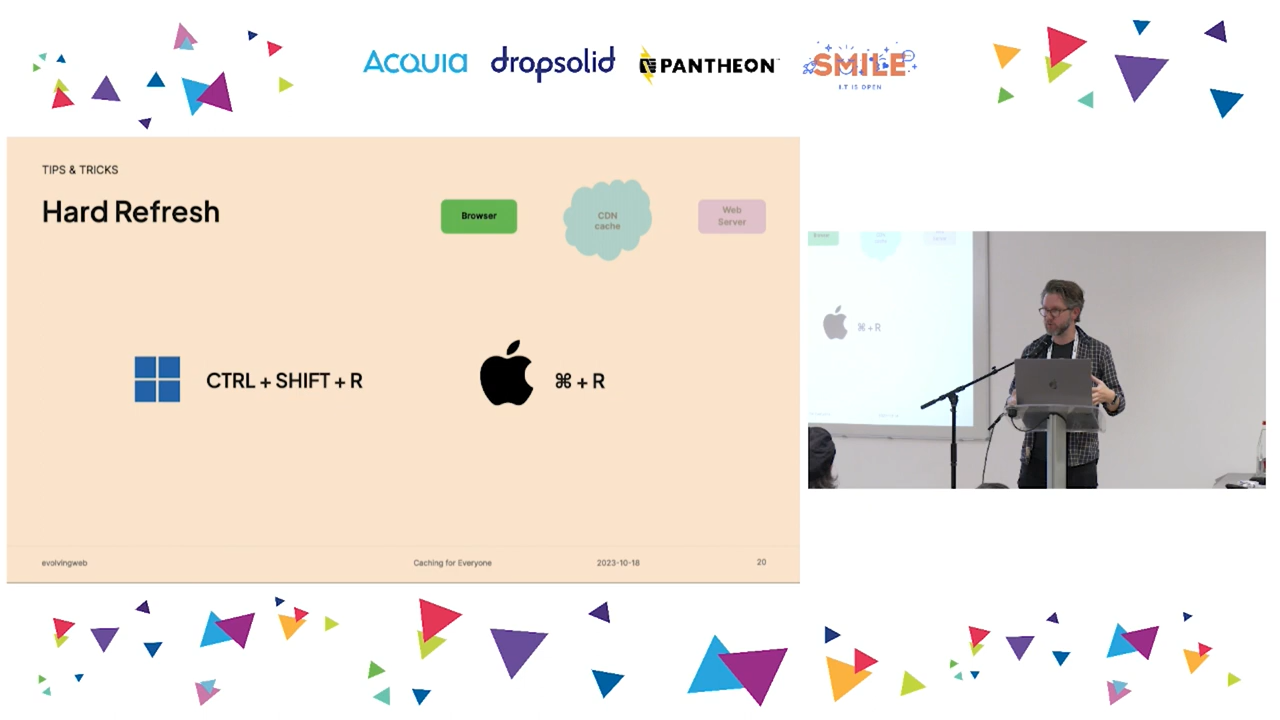 ACQUIA
dropsolid
PANTHEON
SMILE
I.T IS OPEN
TIPS & TRICKS
Hard Refresh
Browser
CDN
cache
Web
Server
CTRL + SHIFT + R
⌘ + R
⌘ + R
evolvingweb
Caching for Everyone
2023-10-18
20